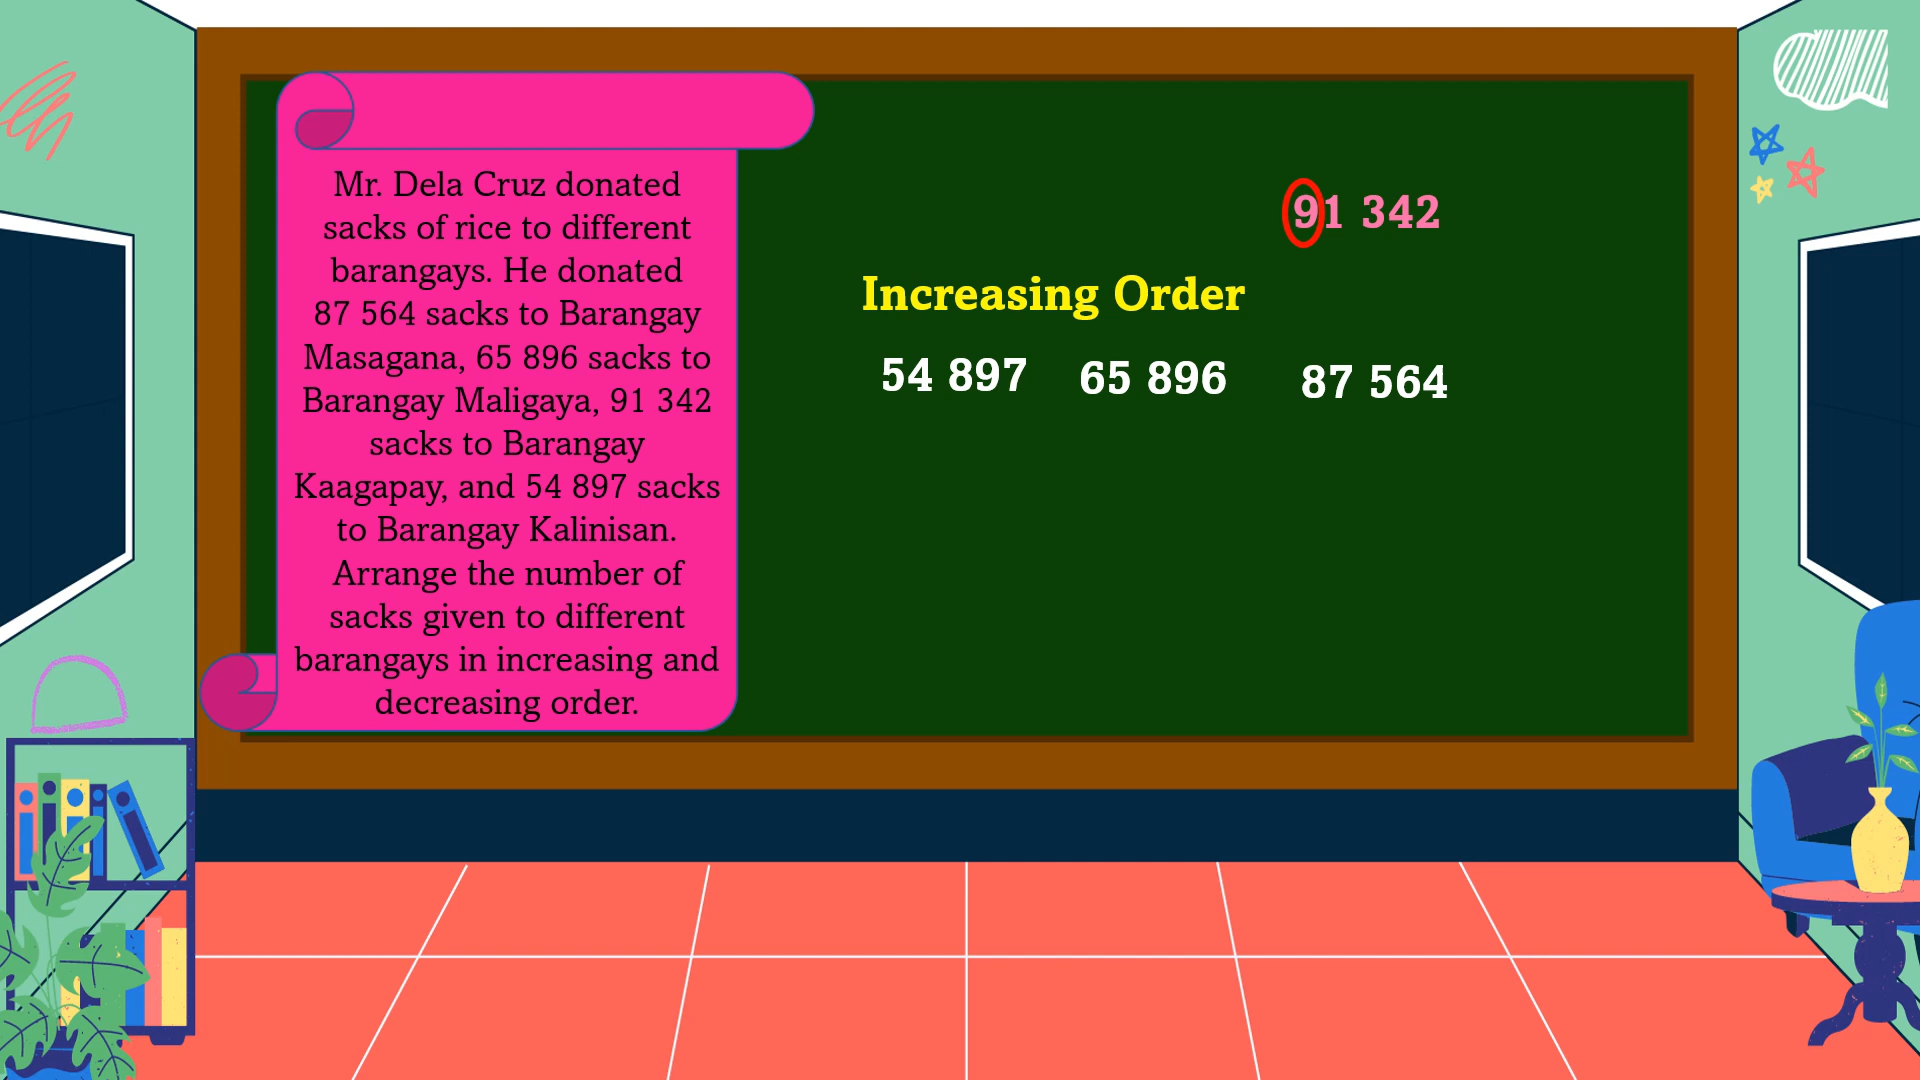 Mr. Dela Cruz donated
sacks of rice to different
barangays. He donated
87 564 sacks to Barangay
Masagana, 65 896 sacks to
Barangay Maligaya, 91 342
sacks to Barangay
Kaagapay, and 54 897 sacks
to Barangay Kalinisan.
Arrange the number of
sacks given to different
barangays in increasing and
decreasing order.
91 342
Increasing Order
54 897 65 896 87 564